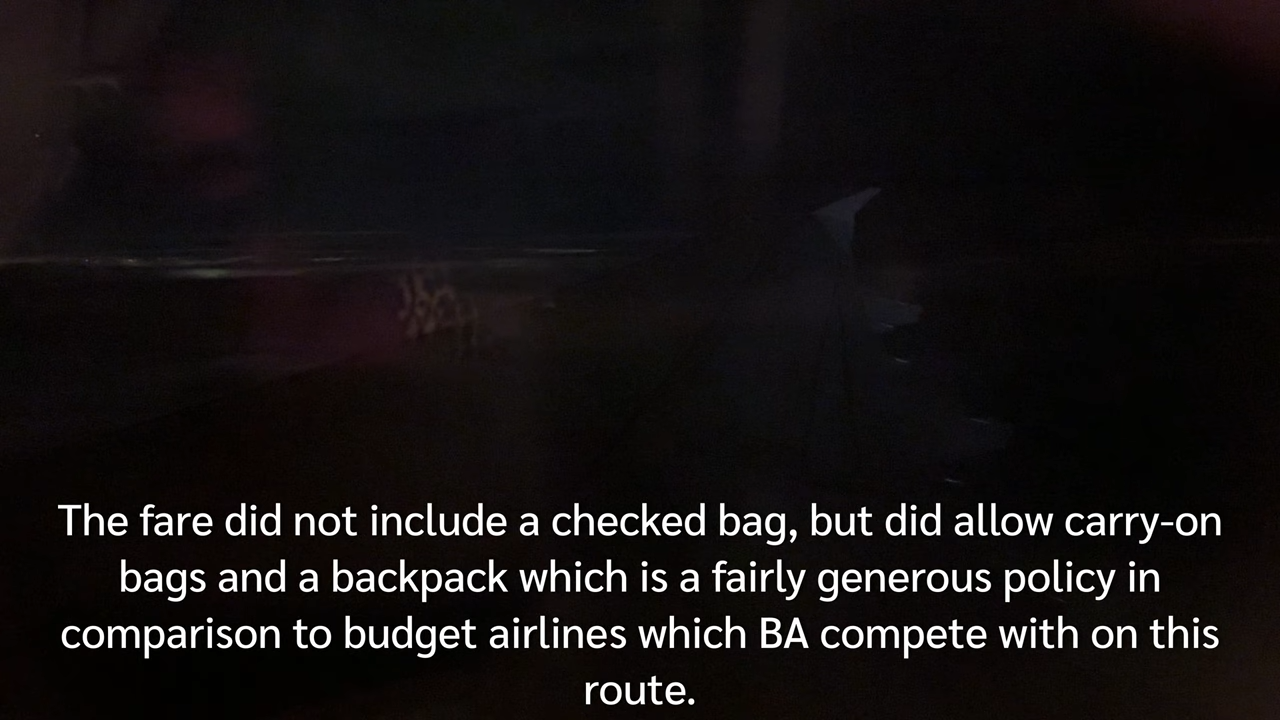 The fare did not include a checked bag, but did allow carry-on
bags and a backpack which is a fairly generous policy in
comparison to budget airlines which BA compete with on this
route.